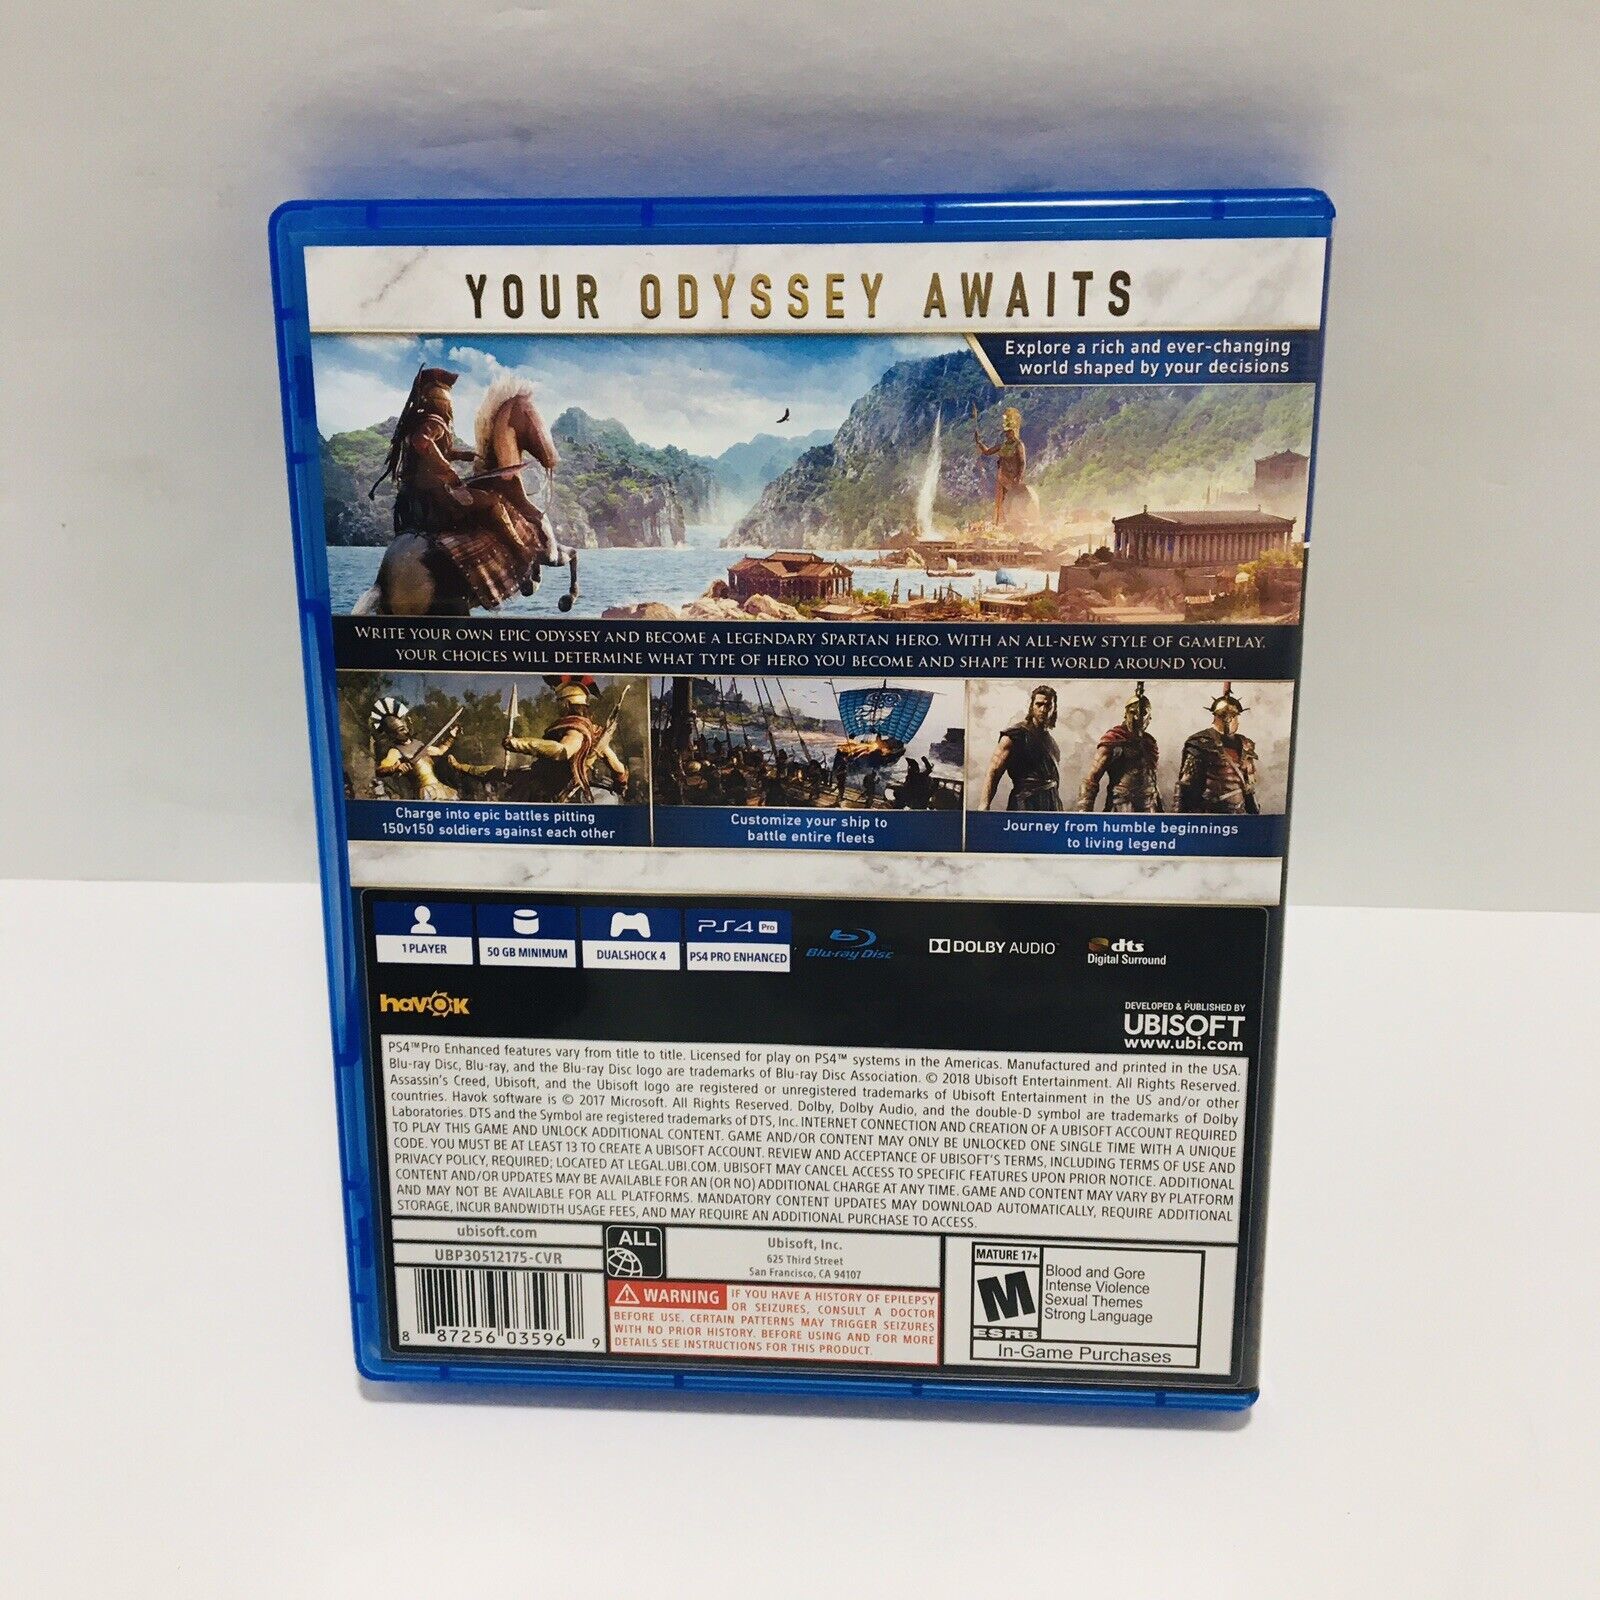 YOUR ODYSSEY AWAITS
Explore a rich and ever-changing
world shaped by your decisions
WRITE YOUR OWN EPIC ODYSSEY AND BECOME A LEGENDARY SPARTAN HERO. WITH AN ALL-NEW STYLE OF GAMEPLAY,
YOUR CHOICES WILL DETERMINE WHAT TYPE OF HERO YOU BECOME AND SHAPE THE WORLD AROUND YOU.
Charge into epic battles pitting
150v150 soldiers against each other
Customize your ship to
battle entire fleets
Journey from humble beginnings
to living legend
1 PLAYER
50 GB MINIMUM
DUALSHOCK 4
PS4 Pro
PS4 PRO ENHANCED
Blu-ray Disc
DOLBY AUDIO
dts
Digital Surround
havok
DEVELOPED & PUBLISHED BY
UBISOFT
www.ubi.com
PS4™Pro Enhanced features vary from title to title. Licensed for play on PS4™ systems in the Americas. Manufactured and printed in the USA.
Blu-ray Disc, Blu-ray, and the Blu-ray Disc logo are trademarks of Blu-ray Disc Association. © 2018 Ubisoft Entertainment. All Rights Reserved.
Assassin's Creed, Ubisoft, and the Ubisoft logo are registered or unregistered trademarks of Ubisoft Entertainment in the US and/or other
countries. Havok software is © 2017 Microsoft. All Rights Reserved. Dolby, Dolby Audio, and the double-D symbol are trademarks of Dolby
Laboratories. DTS and the Symbol are registered trademarks of DTS, Inc. INTERNET CONNECTION AND CREATION OF A UBISOFT ACCOUNT REQUIRED
TO PLAY THIS GAME AND UNLOCK ADDITIONAL CONTENT. GAME AND/OR CONTENT MAY ONLY BE UNLOCKED ONE SINGLE TIME WITH A UNIQUE
CODE. YOU MUST BE AT LEAST 13 TO CREATE A UBISOFT ACCOUNT. REVIEW AND ACCEPTANCE OF UBISOFT'S TERMS, INCLUDING TERMS OF USE AND
PRIVACY POLICY, REQUIRED; LOCATED AT LEGAL.UBI.COM. UBISOFT MAY CANCEL ACCESS TO SPECIFIC FEATURES UPON PRIOR NOTICE. ADDITIONAL
CONTENT AND/OR UPDATES MAY BE AVAILABLE FOR AN (OR NO) ADDITIONAL CHARGE AT ANY TIME. GAME AND CONTENT MAY VARY BY PLATFORM
AND MAY NOT BE AVAILABLE FOR ALL PLATFORMS. MANDATORY CONTENT UPDATES MAY DOWNLOAD AUTOMATICALLY, REQUIRE ADDITIONAL
STORAGE, INCUR BANDWIDTH USAGE FEES, AND MAY REQUIRE AN ADDITIONAL PURCHASE TO ACCESS.
ubisoft.com
UBP30512175-CVR
8 87256 03596 9
ALL
Ubisoft, Inc.
625 Third Street
San Francisco, CA 94107
WARNING IF YOU HAVE A HISTORY OF EPILEPSY
OR SEIZURES, CONSULT A DOCTOR
BEFORE USE. CERTAIN PATTERNS MAY TRIGGER SEIZURES
WITH NO PRIOR HISTORY. BEFORE USING AND FOR MORE
DETAILS SEE INSTRUCTIONS FOR THIS PRODUCT.
MATURE 17+
M
ESRB
Blood and Gore
Intense Violence
Sexual Themes
Strong Language
In-Game Purchases